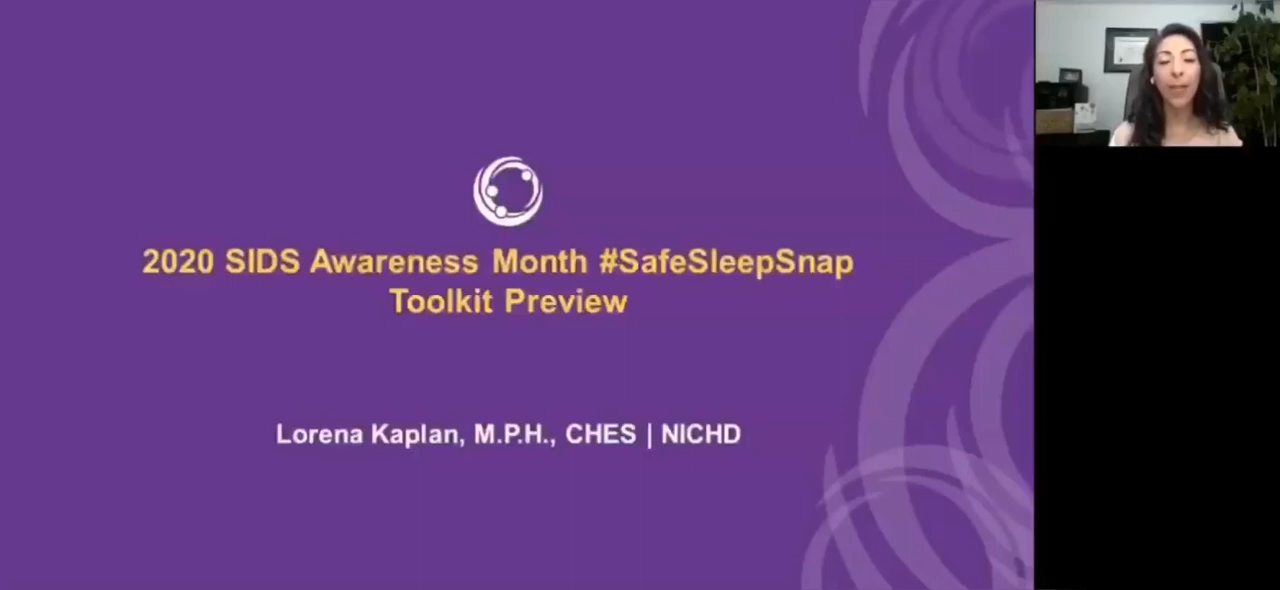 2020 SIDS Awareness Month #SafeSleepSnap
Toolkit Preview
Lorena Kaplan, M.P.H., CHES | NICHD